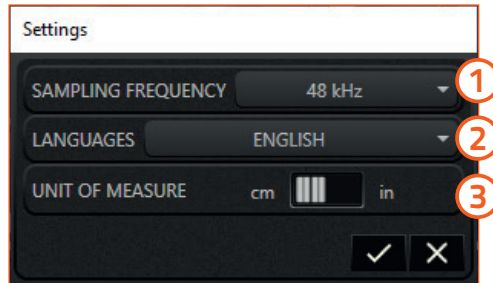 Settings
SAMPLING FREQUENCY 48 kHz 1
LANGUAGES ENGLISH 2
UNIT OF MEASURE cm in 3